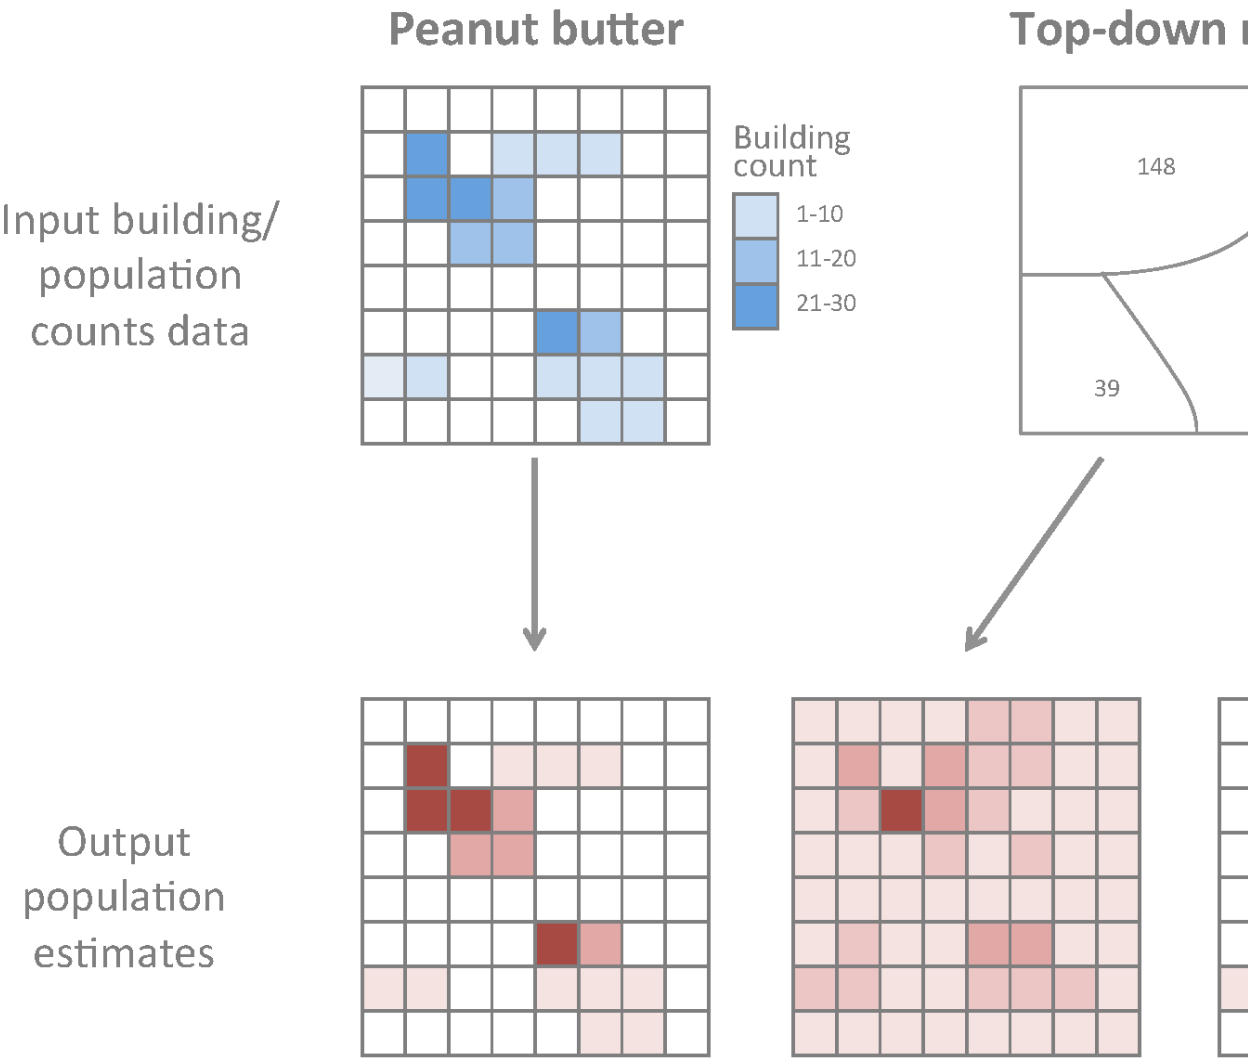 Peanut butter
Top-down
Building
count
1-10
11-20
21-30
148
39
Input building/
population
counts data
Output
population
estimates